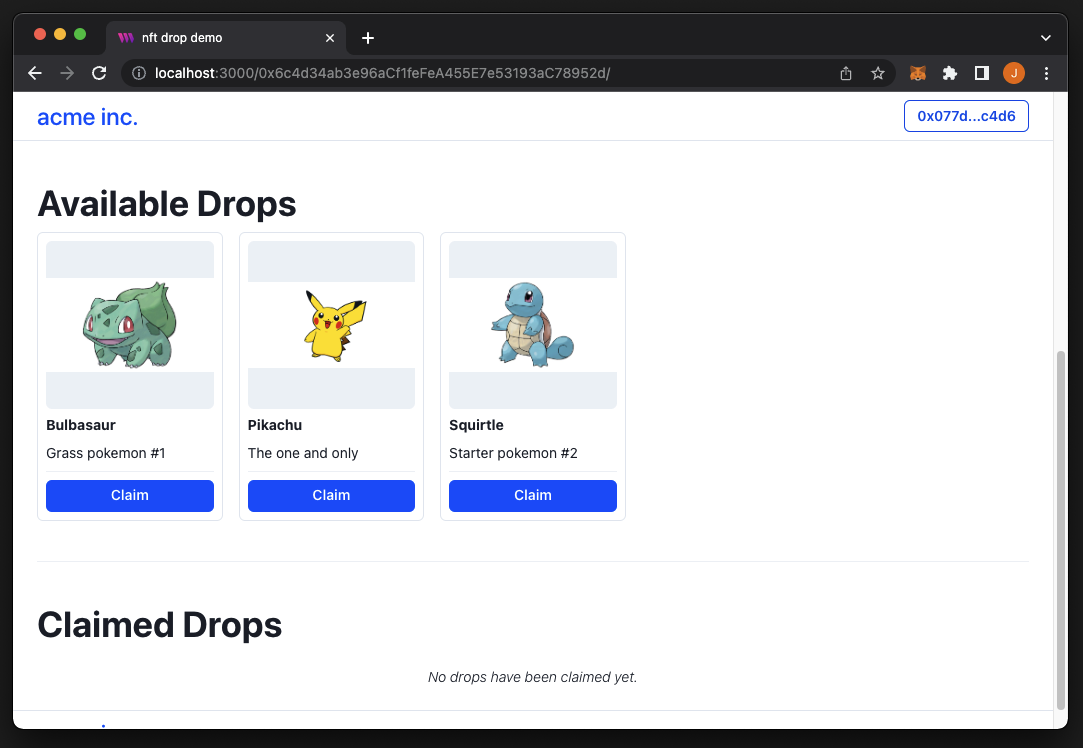 nft drop demo
localhost:3000/0x6c4d34ab3e96aCf1feFeA455E7e53193aC78952d/
J
acme inc.
0x077d...c4d6
Available Drops
Bulbasaur
Grass pokemon #1
Claim
Pikachu
The one and only
Claim
Squirtle
Starter pokemon #2
Claim
Claimed Drops
No drops have been claimed yet.